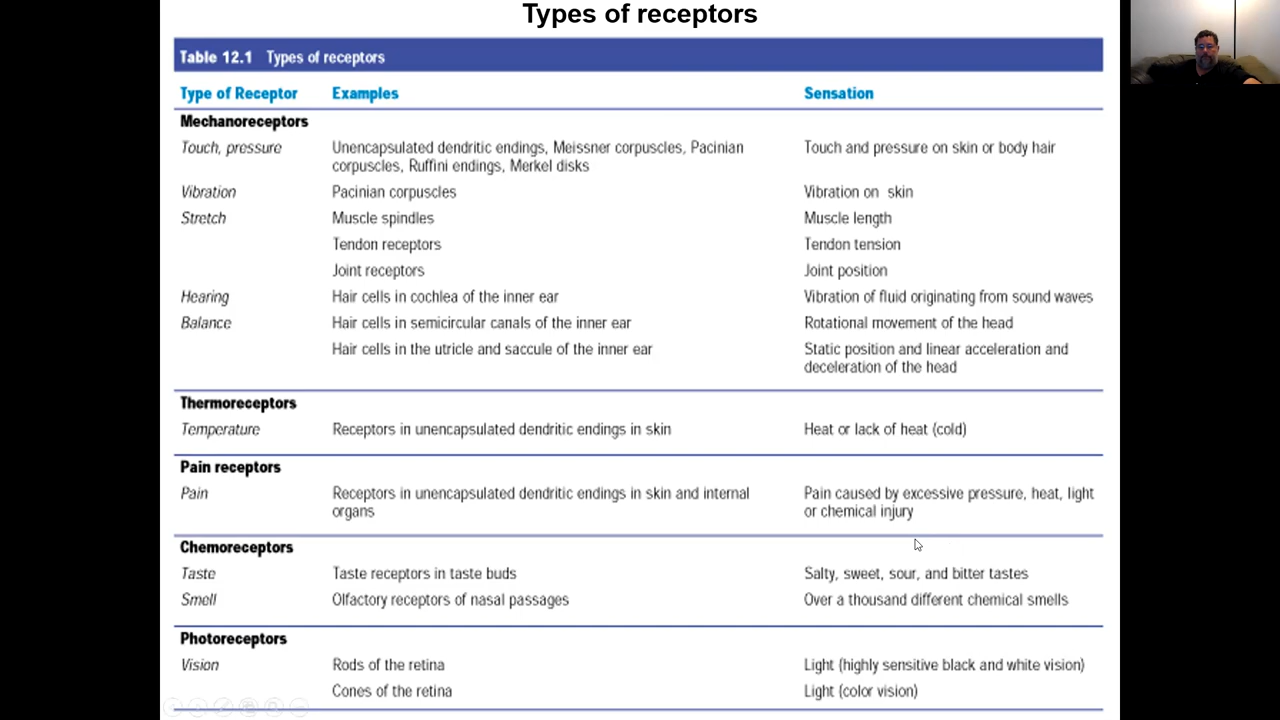 Types of receptors
Table 12.1 Types of receptors
Type of Receptor Examples Sensation
Mechanoreceptors
Touch, pressure Unencapsulated dendritic endings, Meissner corpuscles, Pacinian Touch and pressure on skin or body hair
corpuscles, Ruffini endings, Merkel disks
Vibration Pacinian corpuscles Vibration on skin
Stretch Muscle spindles Muscle length
Tendon receptors Tendon tension
Joint receptors Joint position
Hearing Hair cells in cochlea of the inner ear Vibration of fluid originating from sound waves
Balance Hair cells in semicircular canals of the inner ear Rotational movement of the head
Hair cells in the utricle and saccule of the inner ear Static position and linear acceleration and
deceleration of the head
Thermoreceptors
Temperature Receptors in unencapsulated dendritic endings in skin Heat or lack of heat (cold)
Pain receptors
Pain Receptors in unencapsulated dendritic endings in skin and internal Pain caused by excessive pressure, heat, light
organs or chemical injury
Chemoreceptors
Taste Taste receptors in taste buds Salty, sweet, sour, and bitter tastes
Smell Olfactory receptors of nasal passages Over a thousand different chemical smells
Photoreceptors
Vision Rods of the retina Light (highly sensitive black and white vision)
Cones of the retina Light (color vision)